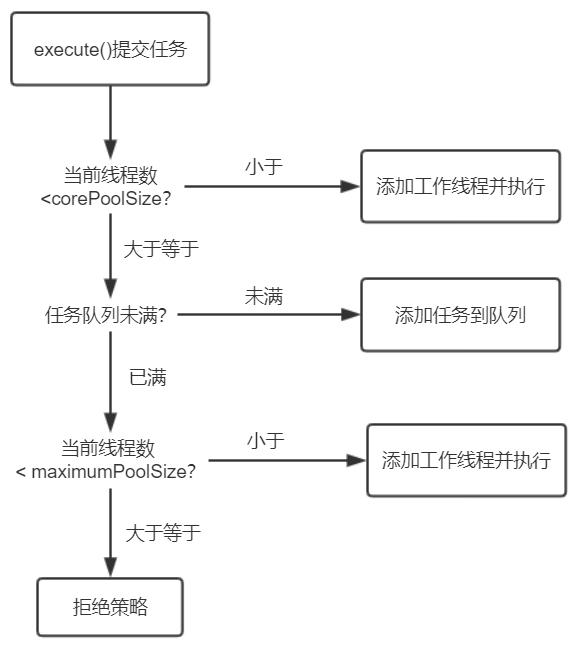 execute()提交任务
当前线程数
<corePoolSize?
小于
添加工作线程并执行
大于等于
任务队列未满?
未满
添加任务到队列
已满
当前线程数
< maximumPoolSize?
小于
添加工作线程并执行
大于等于
拒绝策略